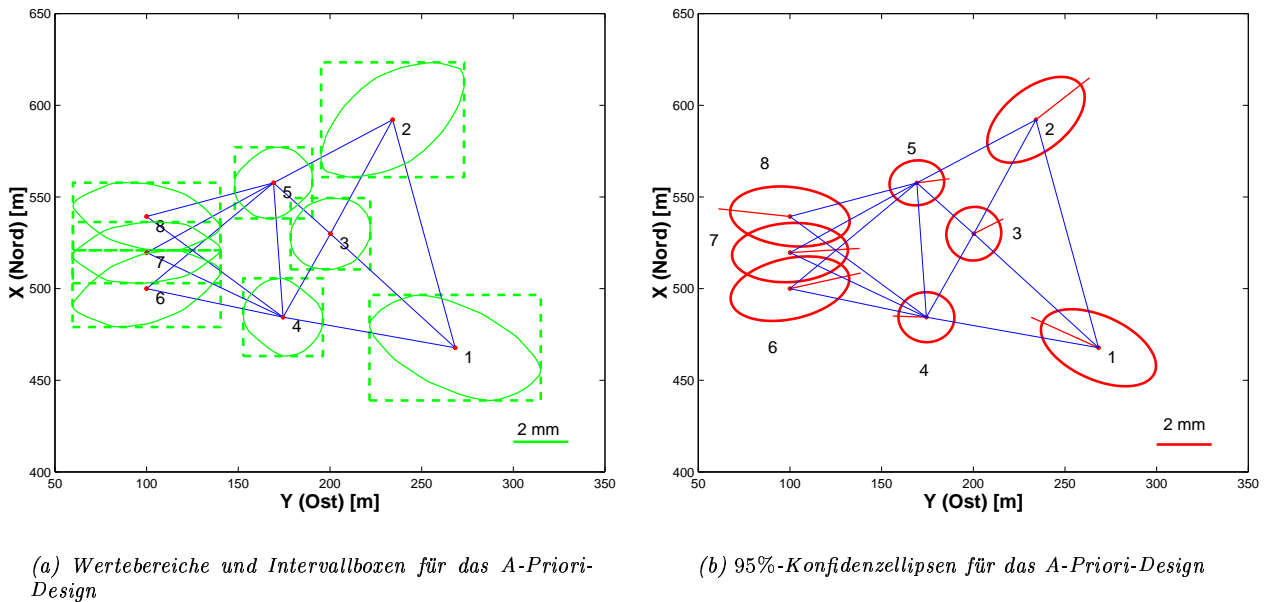 650
600
550
500
450
400
50 100 150 200 250 300 350
X (Nord) [m]
Y (Ost) [m]
2
5
8
3
7
6
4
1
2 mm
650
600
550
500
450
400
50 100 150 200 250 300 350
X (Nord) [m]
Y (Ost) [m]
2
5
8
7
3
6
4
1
2 mm
(a) Wertebereiche und Intervallboxen für das A-Priori-
Design
(b) 95%-Konfidenzellipsen für das A-Priori-Design